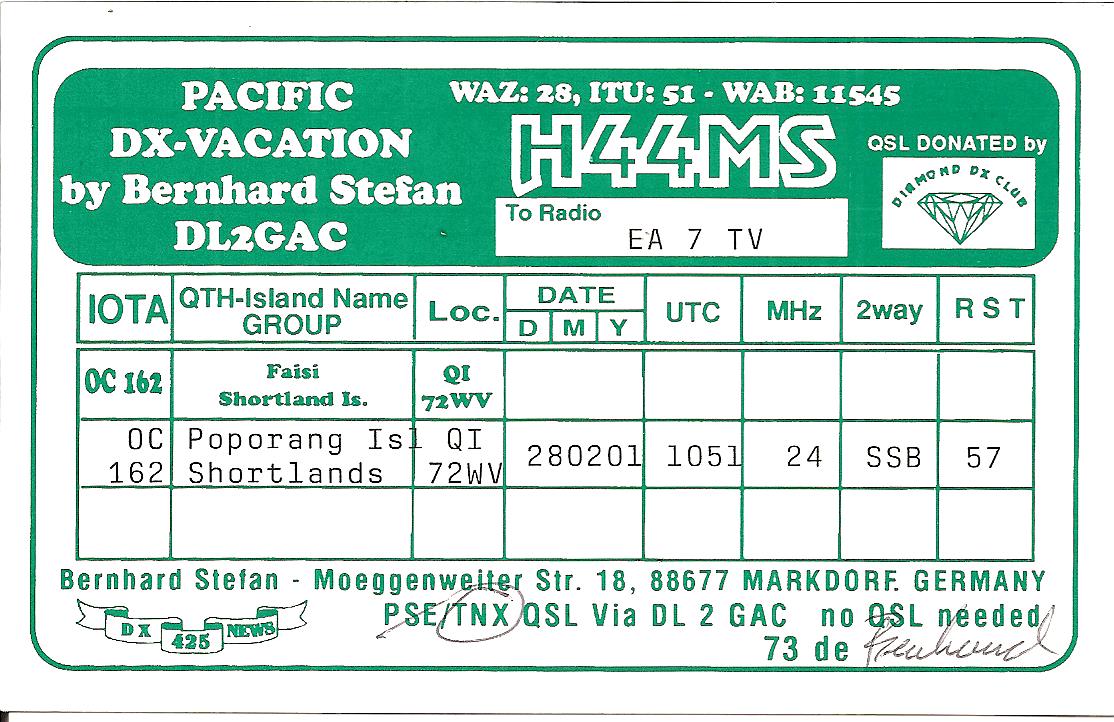 PACIFIC
DX-VACATION
by Bernhard Stefan
DL2GAC
WAZ: 28, ITU: 51 - WAB: 11545
H44MS
To Radio
EA 7 TV
QSL DONATED by
DIAMOND DX CLUB
IOTA QTH-Island Name GROUP Loc. DATE D M Y UTC MHz 2way RST
OC 162 Faisi Shortland Is. QI 72WV
OC 162 Poporang Isl Shortlands QI 72WV 280201 1051 24 SSB 57
Bernhard Stefan - Moeggenweiter Str. 18, 88677 MARKDORF. GERMANY
DX 425 NEWS
PSE/TNX QSL Via DL 2 GAC no QSL needed
73 de Bernhard